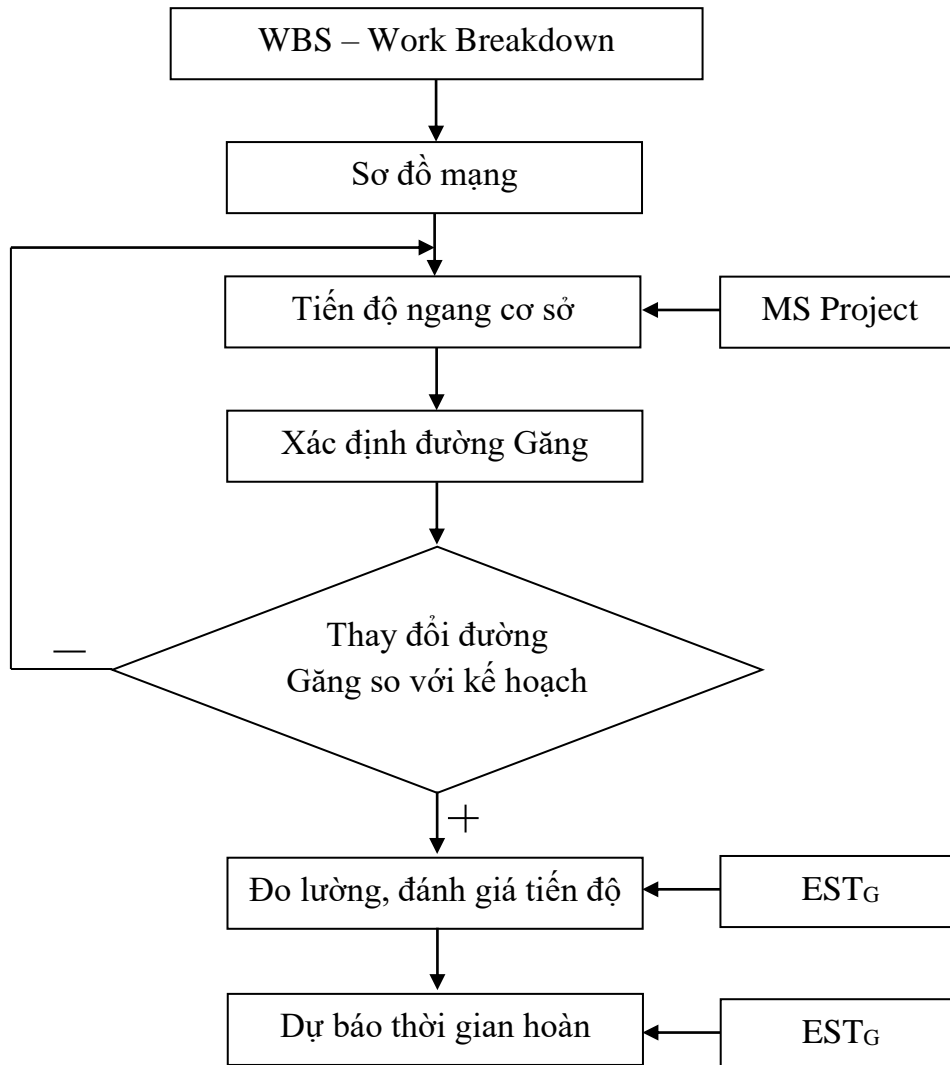 WBS – Work Breakdown
Sơ đồ mạng
Tiến độ ngang cơ sở
MS Project
Xác định đường Găng
Thay đổi đường
Găng so với kế hoạch
–
+
Đo lường, đánh giá tiến độ
ESTG
Dự báo thời gian hoàn
ESTG